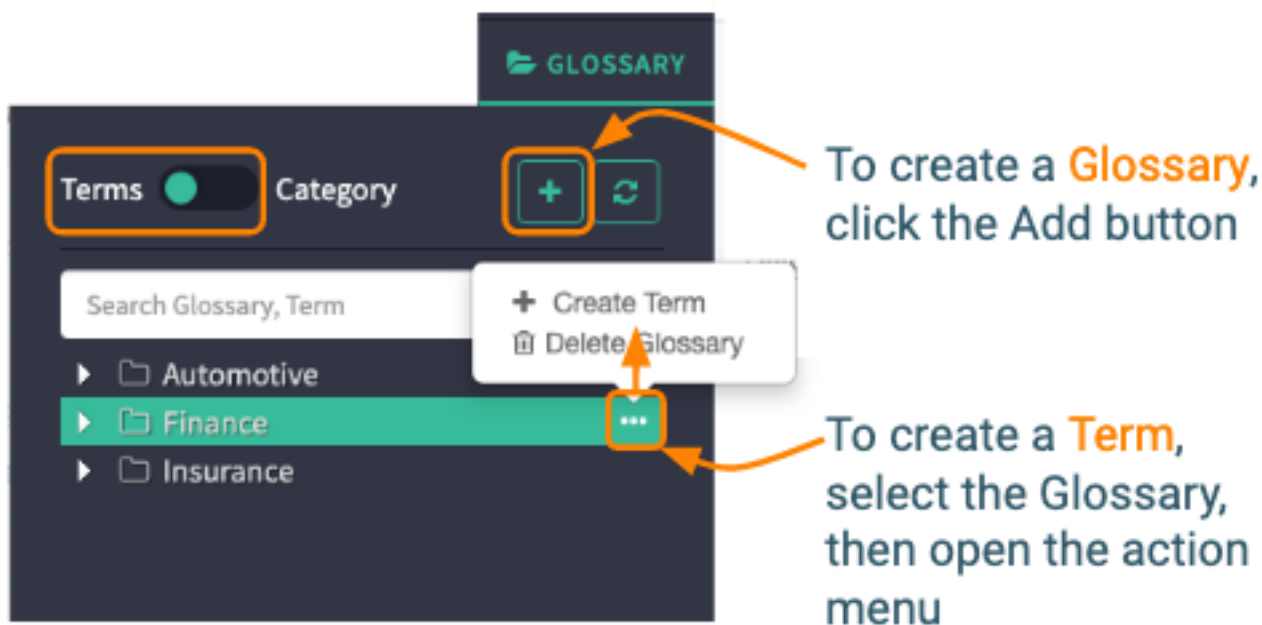 GLOSSARY
Terms Category
To create a Glossary,
click the Add button
Search Glossary, Term
Create Term
Delete Glossary
Automotive
Finance
Insurance
To create a Term,
select the Glossary,
then open the action
menu